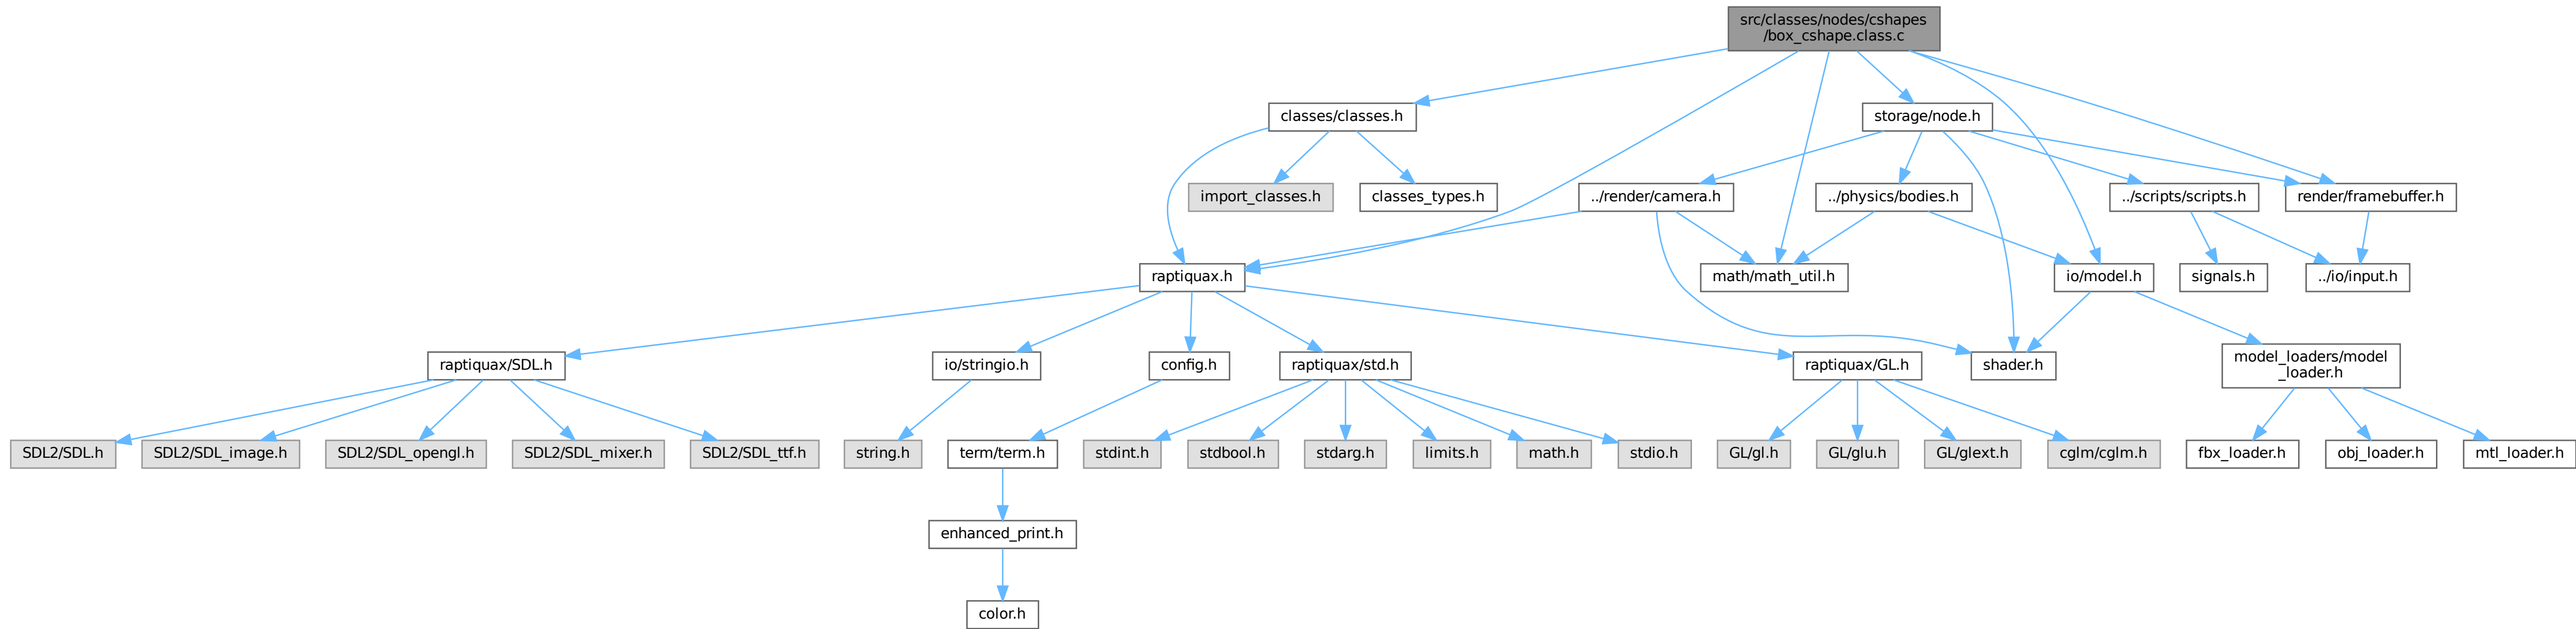 src/classes/nodes/cshapes
/box_cshape.class.c
classes/classes.h
storage/node.h
import_classes.h
classes_types.h
../render/camera.h
../physics/bodies.h
../scripts/scripts.h
render/framebuffer.h
raptiquax.h
math/math_util.h
io/model.h
signals.h
../io/input.h
raptiquax/SDL.h
io/stringio.h
config.h
raptiquax/std.h
raptiquax/GL.h
shader.h
model_loaders/model
_loader.h
SDL2/SDL.h
SDL2/SDL_image.h
SDL2/SDL_opengl.h
SDL2/SDL_mixer.h
SDL2/SDL_ttf.h
string.h
term/term.h
stdint.h
stdbool.h
stdarg.h
limits.h
math.h
stdio.h
GL/gl.h
GL/glu.h
GL/glext.h
cglm/cglm.h
fbx_loader.h
obj_loader.h
mtl_loader.h
enhanced_print.h
color.h